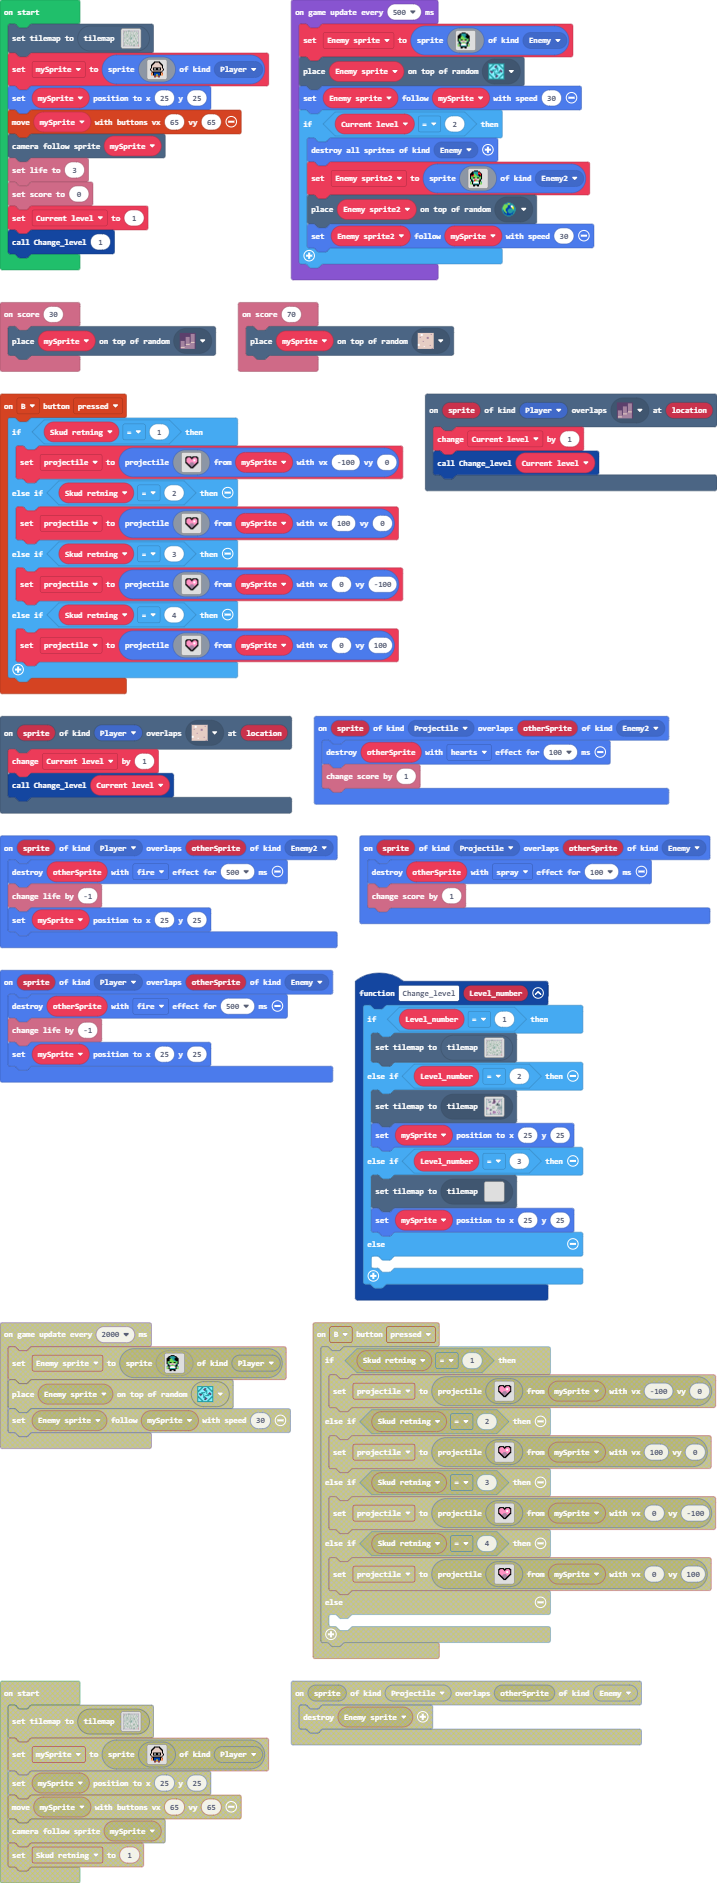 on start
set tilemap to tilemap
set mySprite to sprite of kind Player
set mySprite position to x 25 y 25
move mySprite with buttons vx 65 vy 65
camera follow sprite mySprite
set life to 3
set score to 0
set Current level to 1
call Change_level 1
on game update every 500 ms
set Enemy sprite to sprite of kind Enemy
place Enemy sprite on top of random
set Enemy sprite follow mySprite with speed 30
if Current level = 2 then
destroy all sprites of kind Enemy
set Enemy sprite2 to sprite of kind Enemy2
place Enemy sprite2 on top of random
set Enemy sprite2 follow mySprite with speed 30
on score 30
place mySprite on top of random
on score 70
place mySprite on top of random
on B button pressed
if Skud retning = 1 then
set projectile to projectile from mySprite with vx -100 vy 0
else if Skud retning = 2 then
set projectile to projectile from mySprite with vx 100 vy 0
else if Skud retning = 3 then
set projectile to projectile from mySprite with vx 0 vy -100
else if Skud retning = 4 then
set projectile to projectile from mySprite with vx 0 vy 100
on sprite of kind Player overlaps at location
change Current level by 1
call Change_level Current level
on sprite of kind Player overlaps at location
change Current level by 1
call Change_level Current level
on sprite of kind Projectile overlaps otherSprite of kind Enemy2
destroy otherSprite with hearts effect for 100 ms
change score by 1
on sprite of kind Player overlaps otherSprite of kind Enemy2
destroy otherSprite with fire effect for 500 ms
change life by -1
set mySprite position to x 25 y 25
on sprite of kind Projectile overlaps otherSprite of kind Enemy
destroy otherSprite with spray effect for 100 ms
change score by 1
on sprite of kind Player overlaps otherSprite of kind Enemy
destroy otherSprite with fire effect for 500 ms
change life by -1
set mySprite position to x 25 y 25
function Change_level Level_number
if Level_number = 1 then
set tilemap to tilemap
else if Level_number = 2 then
set tilemap to tilemap
set mySprite position to x 25 y 25
else if Level_number = 3 then
set tilemap to tilemap
set mySprite position to x 25 y 25
else
on game update every 2000 ms
set Enemy sprite to sprite of kind Player
place Enemy sprite on top of random
set Enemy sprite follow mySprite with speed 30
on B button pressed
if Skud retning = 1 then
set projectile to projectile from mySprite with vx -100 vy 0
else if Skud retning = 2 then
set projectile to projectile from mySprite with vx 100 vy 0
else if Skud retning = 3 then
set projectile to projectile from mySprite with vx 0 vy -100
else if Skud retning = 4 then
set projectile to projectile from mySprite with vx 0 vy 100
else
on start
set tilemap to tilemap
set mySprite to sprite of kind Player
set mySprite position to x 25 y 25
move mySprite with buttons vx 65 vy 65
camera follow sprite mySprite
set Skud retning to 1
on sprite of kind Projectile overlaps otherSprite of kind Enemy
destroy Enemy sprite